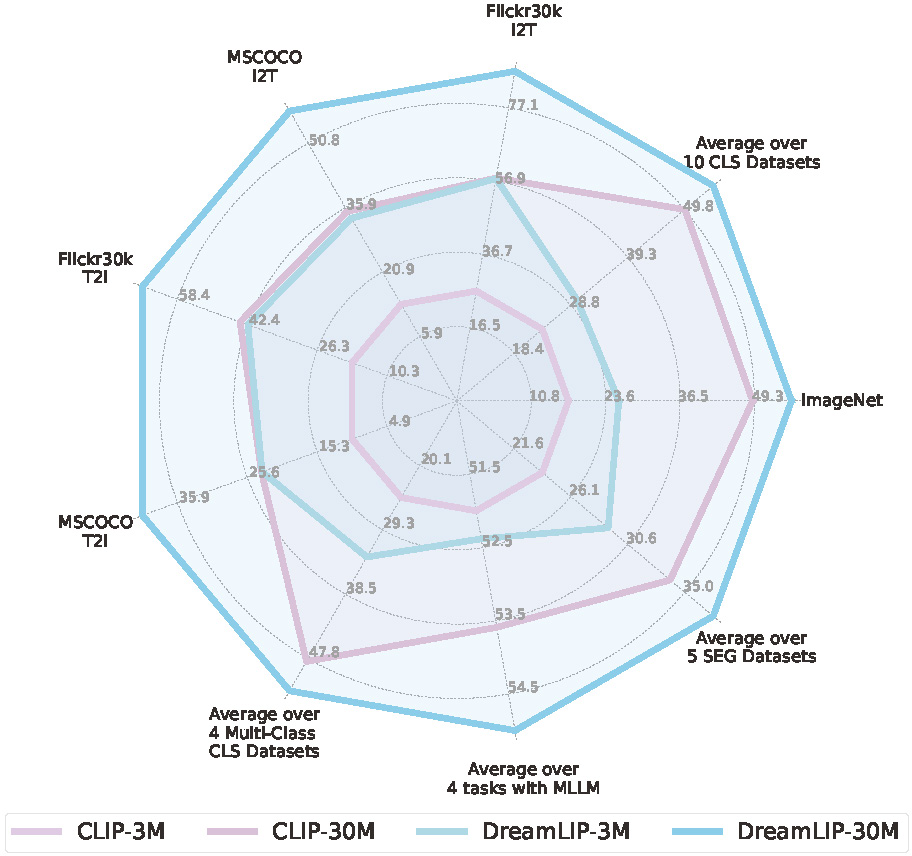 Flickr30k
I2T
MSCOCO
I2T
77.1
50.8
Average over
10 CLS Datasets
56.9
35.9
49.8
36.7
39.3
20.9
Flickr30k
T2I
58.4
28.8
42.4
16.5
5.9
26.3
18.4
10.3
10.8
23.6
36.5
49.3
ImageNet
4.9
15.3
21.6
20.1
51.5
25.6
26.1
35.9
MSCOCO
T2I
29.3
52.5
30.6
38.5
35.0
53.5
Average over
5 SEG Datasets
47.8
54.5
Average over
4 Multi-Class
CLS Datasets
Average over
4 tasks with MLLM
CLIP-3M
CLIP-30M
DreamLIP-3M
DreamLIP-30M